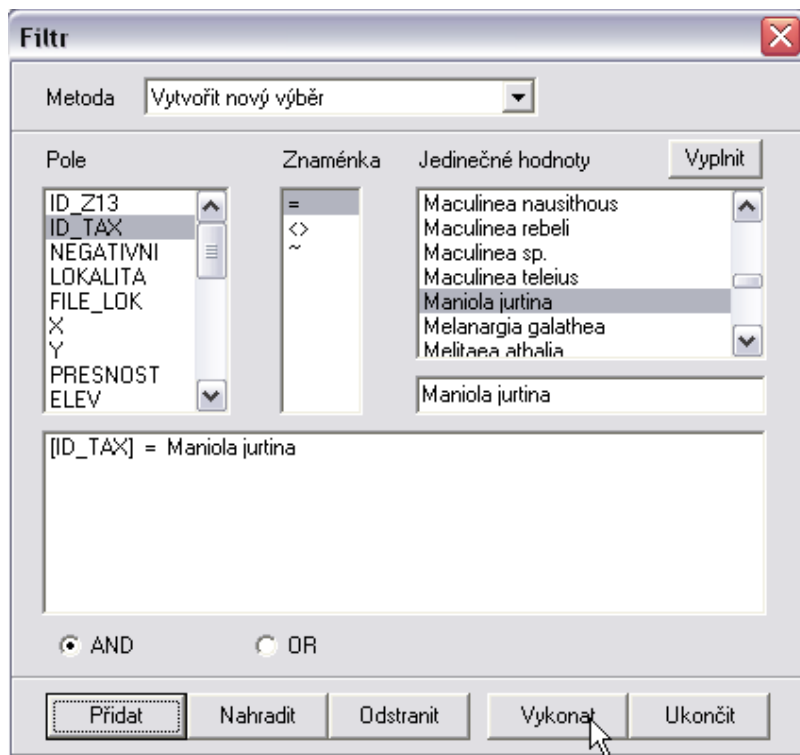 Filtr
Metoda Vytvořit nový výběr
Pole Znaménka Jedinečné hodnoty Vyplnit
ID_Z13
ID_TAX
NEGATIVNI
LOKALITA
FILE_LOK
X
Y
PRESNOST
ELEV
=
<>
~
Maculinea nausithous
Maculinea rebeli
Maculinea sp.
Maculinea teleius
Maniola jurtina
Melanargia galathea
Melitaea athalia
Maniola jurtina
[ID_TAX] = Maniola jurtina
AND OR
Přidat Nahradit Odstranit Vykonat Ukončit